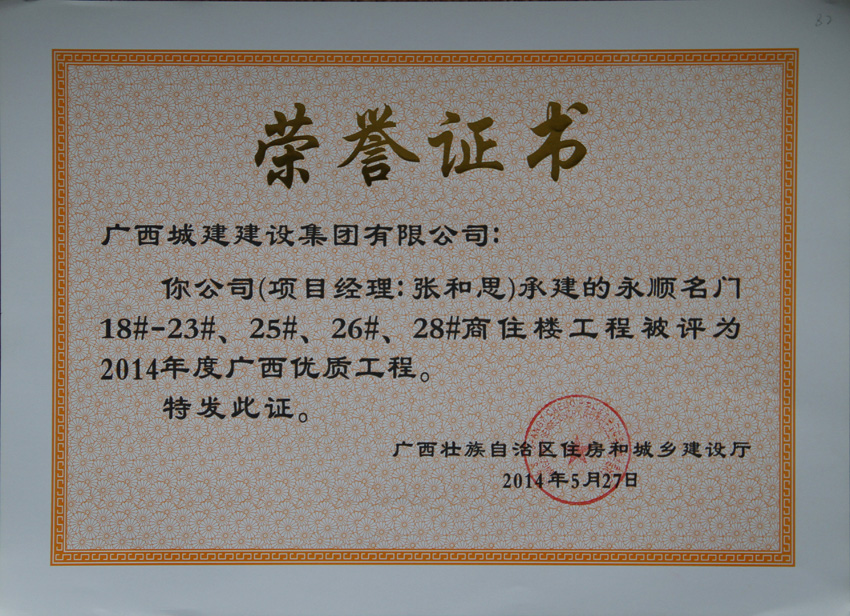 荣誉证书
广西城建建设集团有限公司：
你公司(项目经理：张和思)承建的永顺名门
18#-23#、25#、26#、28#商住楼工程被评为
2014年度广西优质工程。
特发此证。
广西壮族自治区住房和城乡建设厅
2014年5月27日